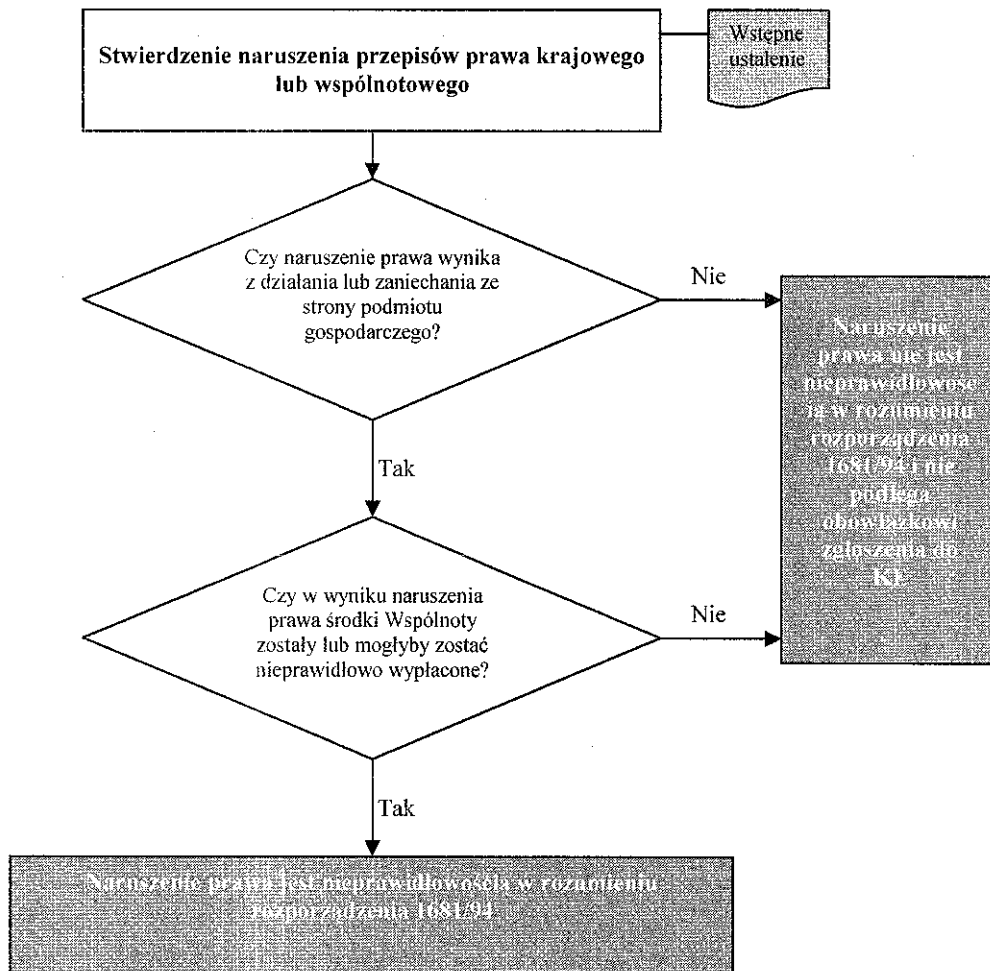 Stwierdzenie naruszenia przepisów prawa krajowego
lub wspólnotowego
Wstępne
ustalenie
Czy naruszenie prawa wynika
z działania lub zaniechania ze
strony podmiotu
gospodarczego?
Nie
Naruszenie
prawa nie jest
nieprawidłowośc
ią w rozumieniu
rozporządzenia
1681/94 i nie
podlega
obowiązkowi
zgłoszenia do
KE
Tak
Czy w wyniku naruszenia
prawa środki Wspólnoty
zostały lub mogłyby zostać
nieprawidłowo wypłacone?
Nie
Tak
Naruszenie prawa jest nieprawidłowością w rozumieniu
rozporządzenia 1681/94